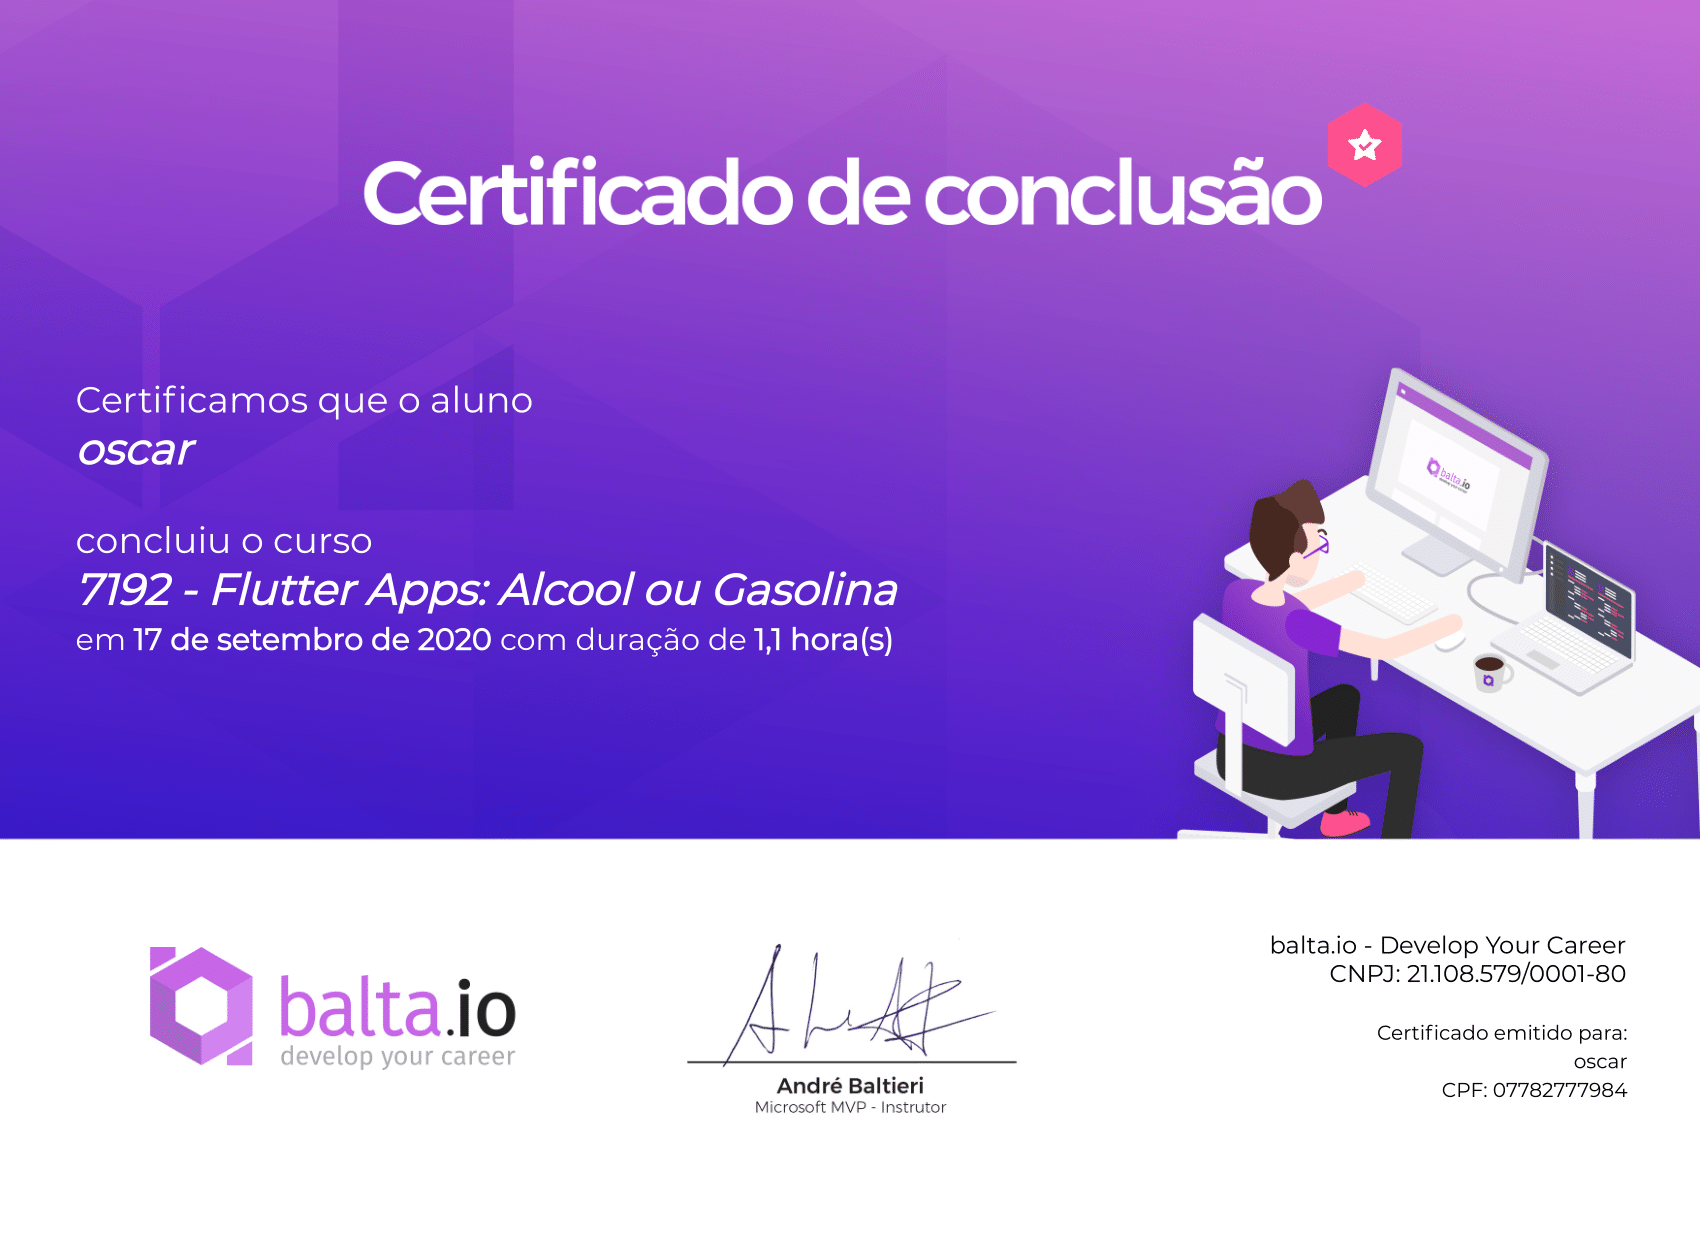 Certificado de conclusão
Certificamos que o aluno
oscar
concluiu o curso
7192 - Flutter Apps: Alcool ou Gasolina
em 17 de setembro de 2020 com duração de 1,1 hora(s)
balta.io
balta.io
develop your career
André Baltieri
Microsoft MVP - Instrutor
balta.io - Develop Your Career
CNPJ: 21.108.579/0001-80
Certificado emitido para:
oscar
CPF: 07782777984